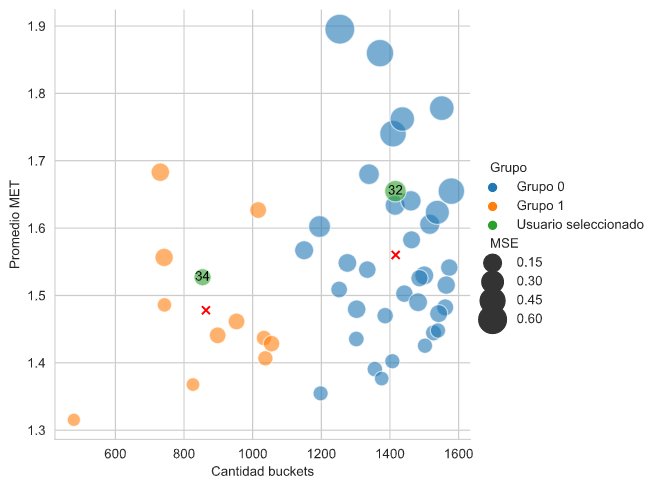 1.9
1.8
1.7
1.6
1.5
1.4
1.3
Promedio MET
32
34
600
800
1000
1200
1400
1600
Cantidad buckets
Grupo
Grupo 0
Grupo 1
Usuario seleccionado
MSE
0.15
0.30
0.45
0.60